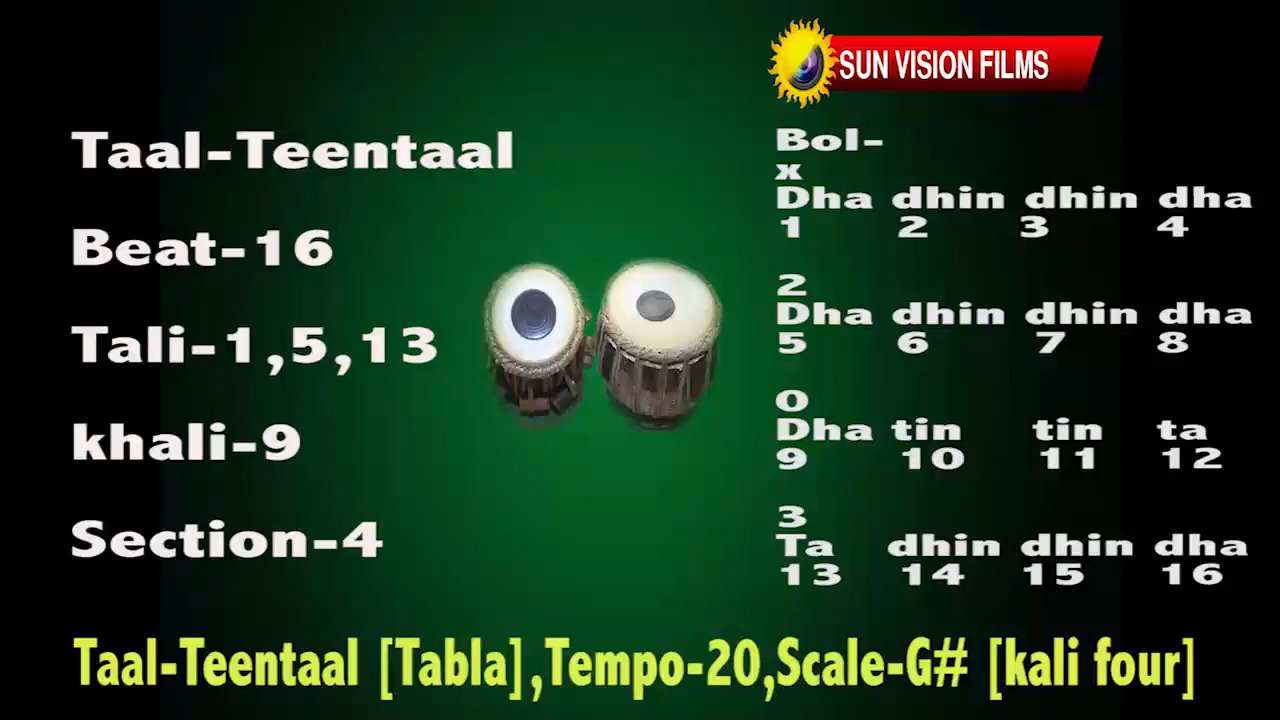 SUN VISION FILMS
Taal-Teentaal
Beat-16
Tali-1,5,13
khali-9
Section-4
Bol-
x
Dha dhin dhin dha
1 2 3 4
2
Dha dhin dhin dha
5 6 7 8
0
Dha tin tin ta
9 10 11 12
3
Ta dhin dhin dha
13 14 15 16
Taal-Teentaal [Tabla],Tempo-20,Scale-G# [kali four]